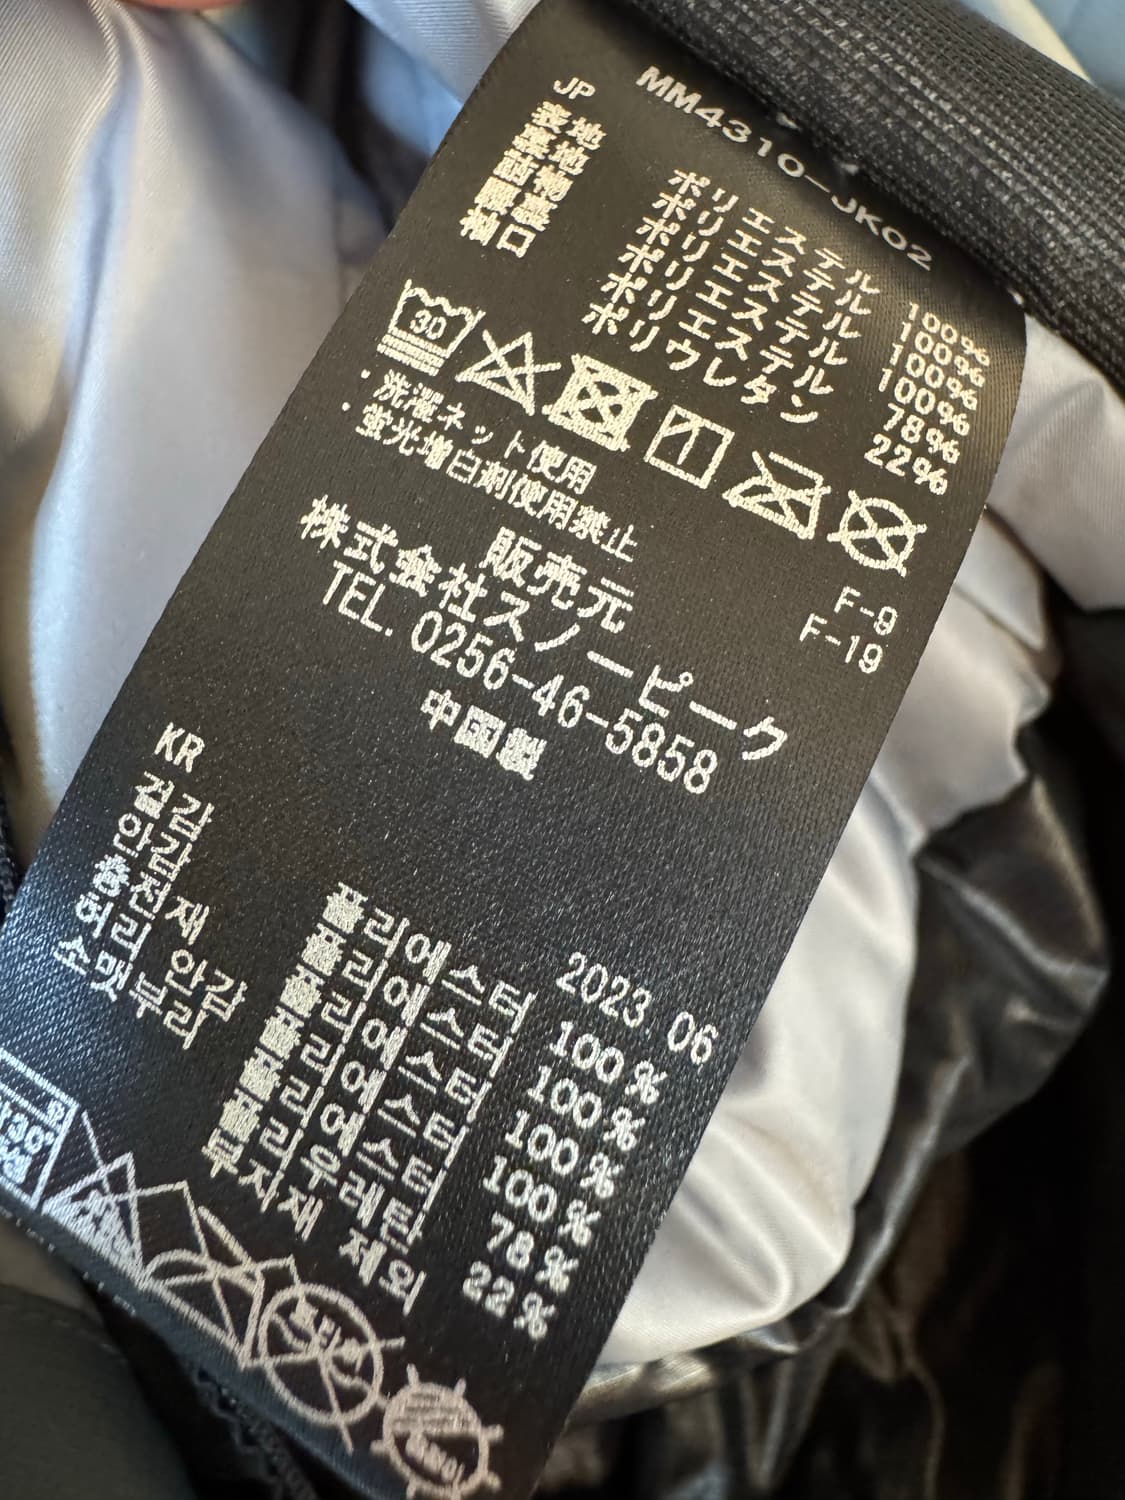 MM4310-JK02
JP
表 地 ポリエステル 100%
裏 地 ポリエステル 100%
詰 物 ポリエステル 100%
腰 裏 ポリエステル 100%
袖 口 ポリエステル 78%
ポリウレタン 22%
30
・洗濯ネット使用
・蛍光増白剤使用禁止
F-9
F-19
販売元
株式会社スノーピーク
TEL. 0256-46-5858
中国製
KR
2023. 06
겉감 폴리에스터 100%
안감 폴리에스터 100%
충전재 폴리에스터 100%
허리 안감 폴리에스터 100%
소맷부리 폴리에스터 78%
폴리우레탄 22%
부자재 제외